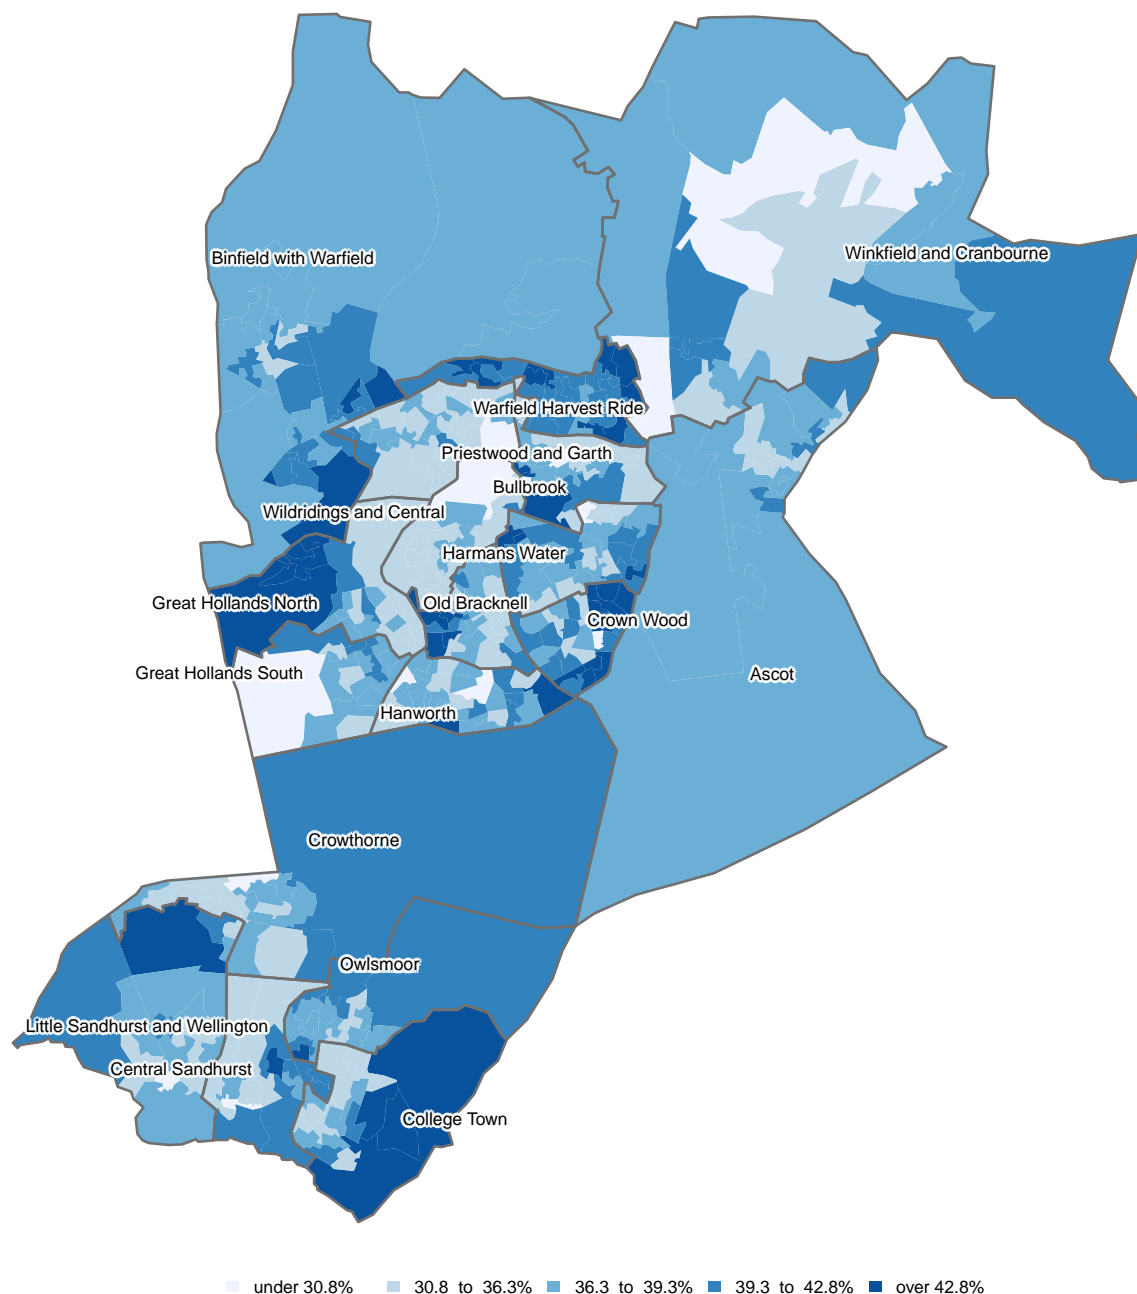 Binfield with Warfield
Winkfield and Cranbourne
Warfield Harvest Ride
Priestwood and Garth
Bullbrook
Wildridings and Central
Harmans Water
Great Hollands North
Old Bracknell
Crown Wood
Great Hollands South
Ascot
Hanworth
Crowthorne
Owlsmoor
Little Sandhurst and Wellington
Central Sandhurst
College Town
under 30.8% 30.8 to 36.3% 36.3 to 39.3% 39.3 to 42.8% over 42.8%